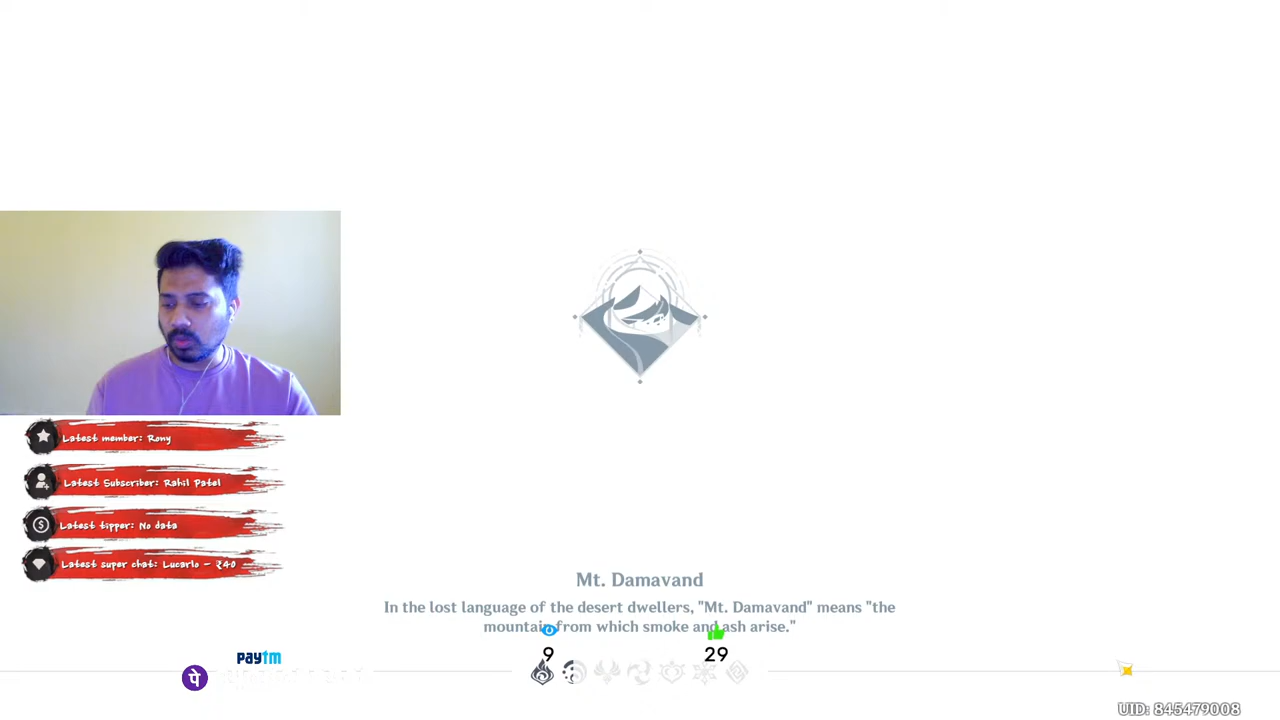 Latest member: Rony
Latest Subscriber: Rahil Patel
Latest tipper: No data
Latest super chat: Lucarlo - ₹40
Mt. Damavand
In the lost language of the desert dwellers, "Mt. Damavand" means "the
mountain from which smoke and ash arise."
9
29
paytm
पे
UID: 845479008